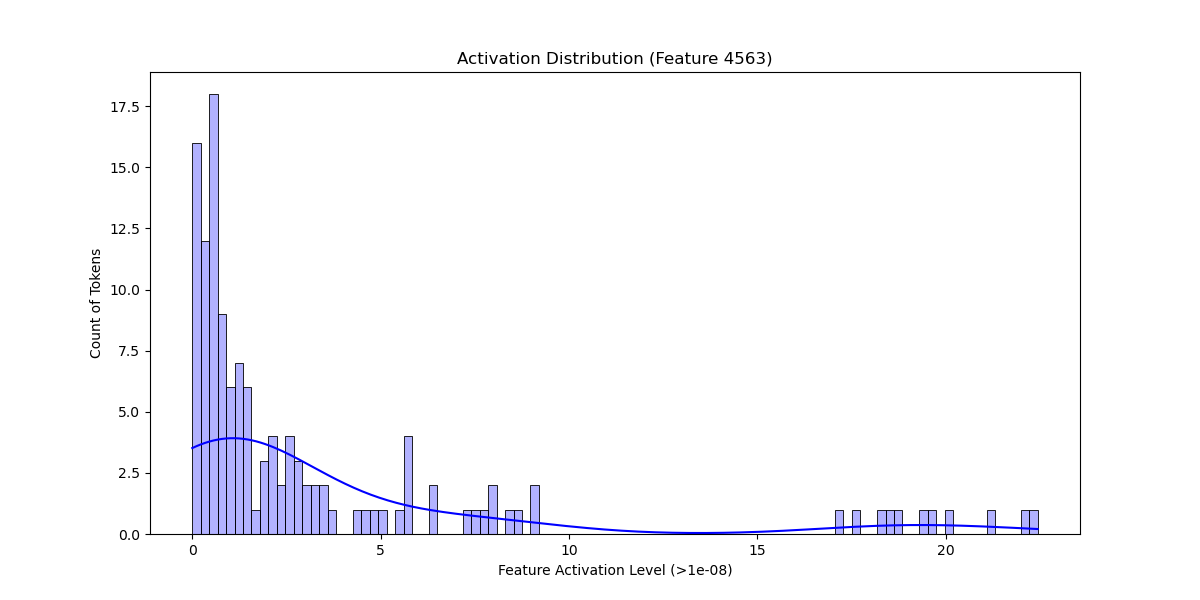 Activation Distribution (Feature 4563)
17.5
15.0
12.5
10.0
7.5
5.0
2.5
0.0
Count of Tokens
0 5 10 15 20
Feature Activation Level (>1e-08)